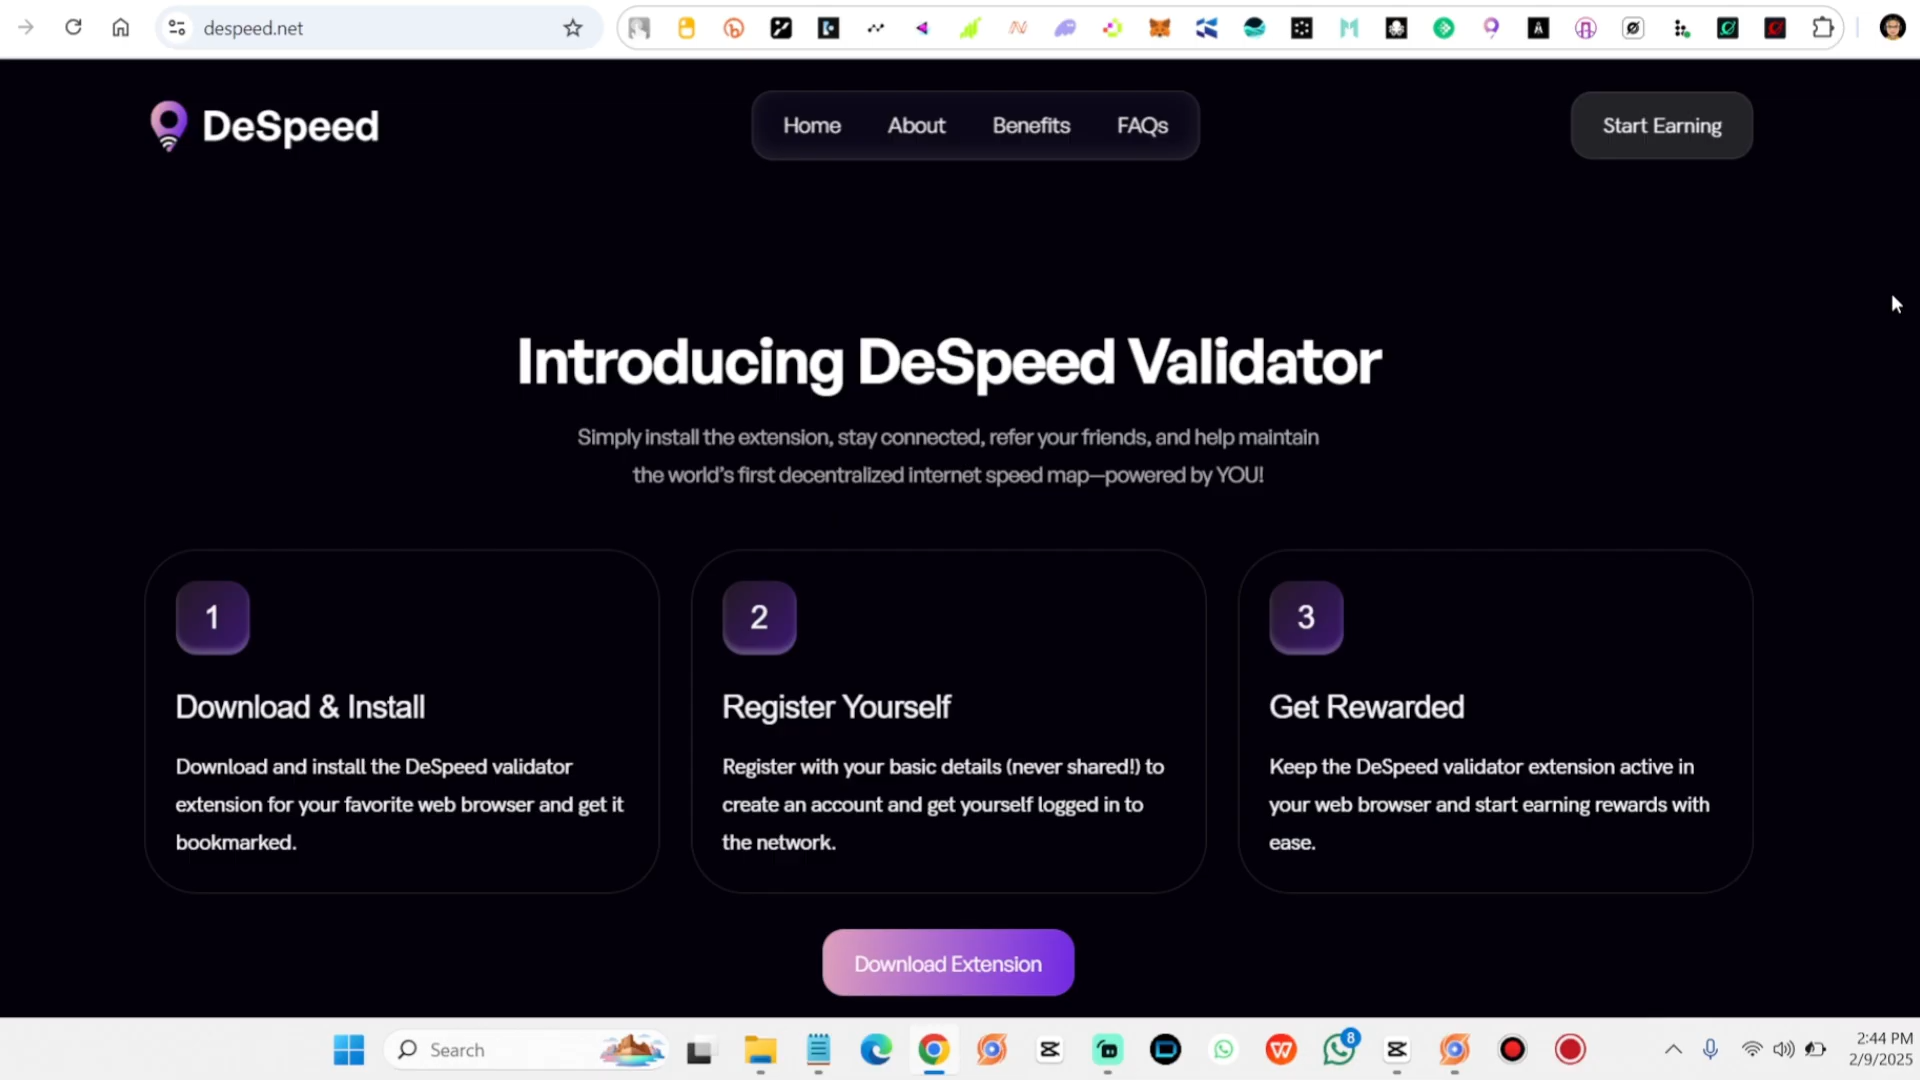 despeed.net
DeSpeed
Home
About
Benefits
FAQs
Start Earning
Introducing DeSpeed Validator
Simply install the extension, stay connected, refer your friends, and help maintain
the world's first decentralized internet speed map—powered by YOU!
1
Download & Install
Download and install the DeSpeed validator
extension for your favorite web browser and get it
bookmarked.
2
Register Yourself
Register with your basic details (never shared!) to
create an account and get yourself logged in to
the network.
3
Get Rewarded
Keep the DeSpeed validator extension active in
your web browser and start earning rewards with
ease.
Download Extension
Search
8
2:44 PM
2/9/2025